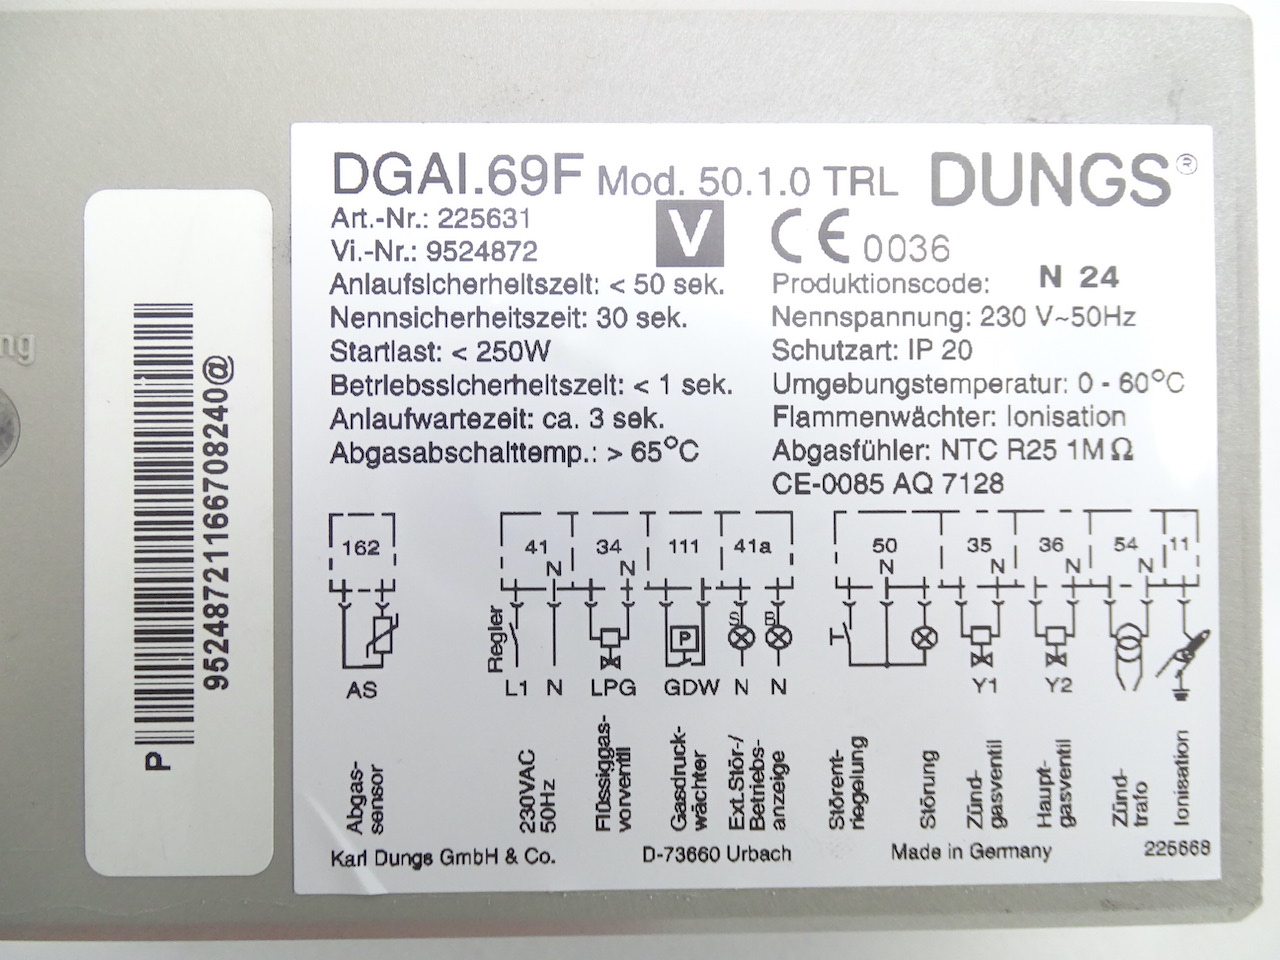 ng
P
9524872116670824​0@
DGAI.69F Mod. 50.1.0 TRL DUNGS®
Art.-Nr.: 225631
Vi.-Nr.: 9524872
V CE 0036
Anlaufsicherheitszeit: < 50 sek.
Nennsicherheitszeit: 30 sek.
Startlast: < 250W
Betriebssicherheitszeit: < 1 sek.
Anlaufwartezeit: ca. 3 sek.
Abgasabschalttemp.: > 65°C
Produktionscode: N 24
Nennspannung: 230 V~50Hz
Schutzart: IP 20
Umgebungstemperatur: 0 - 60°C
Flammenwächter: Ionisation
Abgasfühler: NTC R25 1MΩ
CE-0085 AQ 7128
162 41 34 111 41a 50 35 36 54 11
N N N N N N
Regler P S B
AS L1 N LPG GDW N N Y1 Y2
Abgas-
sensor
230VAC
50Hz
Flüssiggas-
vorventil
Gasdruck-
wächter
Ext.Stör-/
Betriebs-
anzeige
Störent-
riegelung
Störung
Zünd-
gasventil
Haupt-
gasventil
Zünd-
trafo
Ionisation
Karl Dungs GmbH & Co. D-73660 Urbach Made in Germany 225668